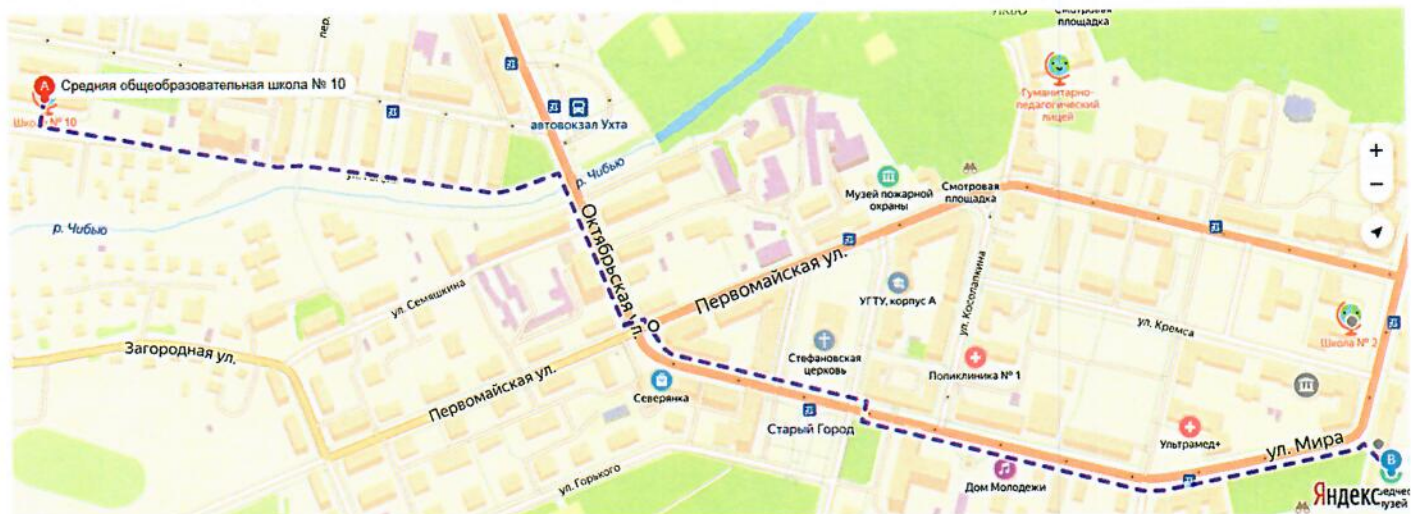 Смотровая
площадка
пер.
А
Средняя общеобразовательная школа № 10
автовокзал Ухта
Гуманитарно-
педагогический
лицей
р. Чибью
р. Чибью
Музей пожарной
охраны
Смотровая
площадка
Октябрьская ул.
Первомайская ул.
УГТУ, корпус А
ул. Косолапкина
ул. Семяшкина
ул. Кремса
Школа № 2
Загородная ул.
Стефановская
церковь
Поликлиника № 1
Первомайская ул.
Северянка
Старый Город
Ультрамед+
ул. Мира
ул. Горького
Дом Молодежи
В
Яндекс